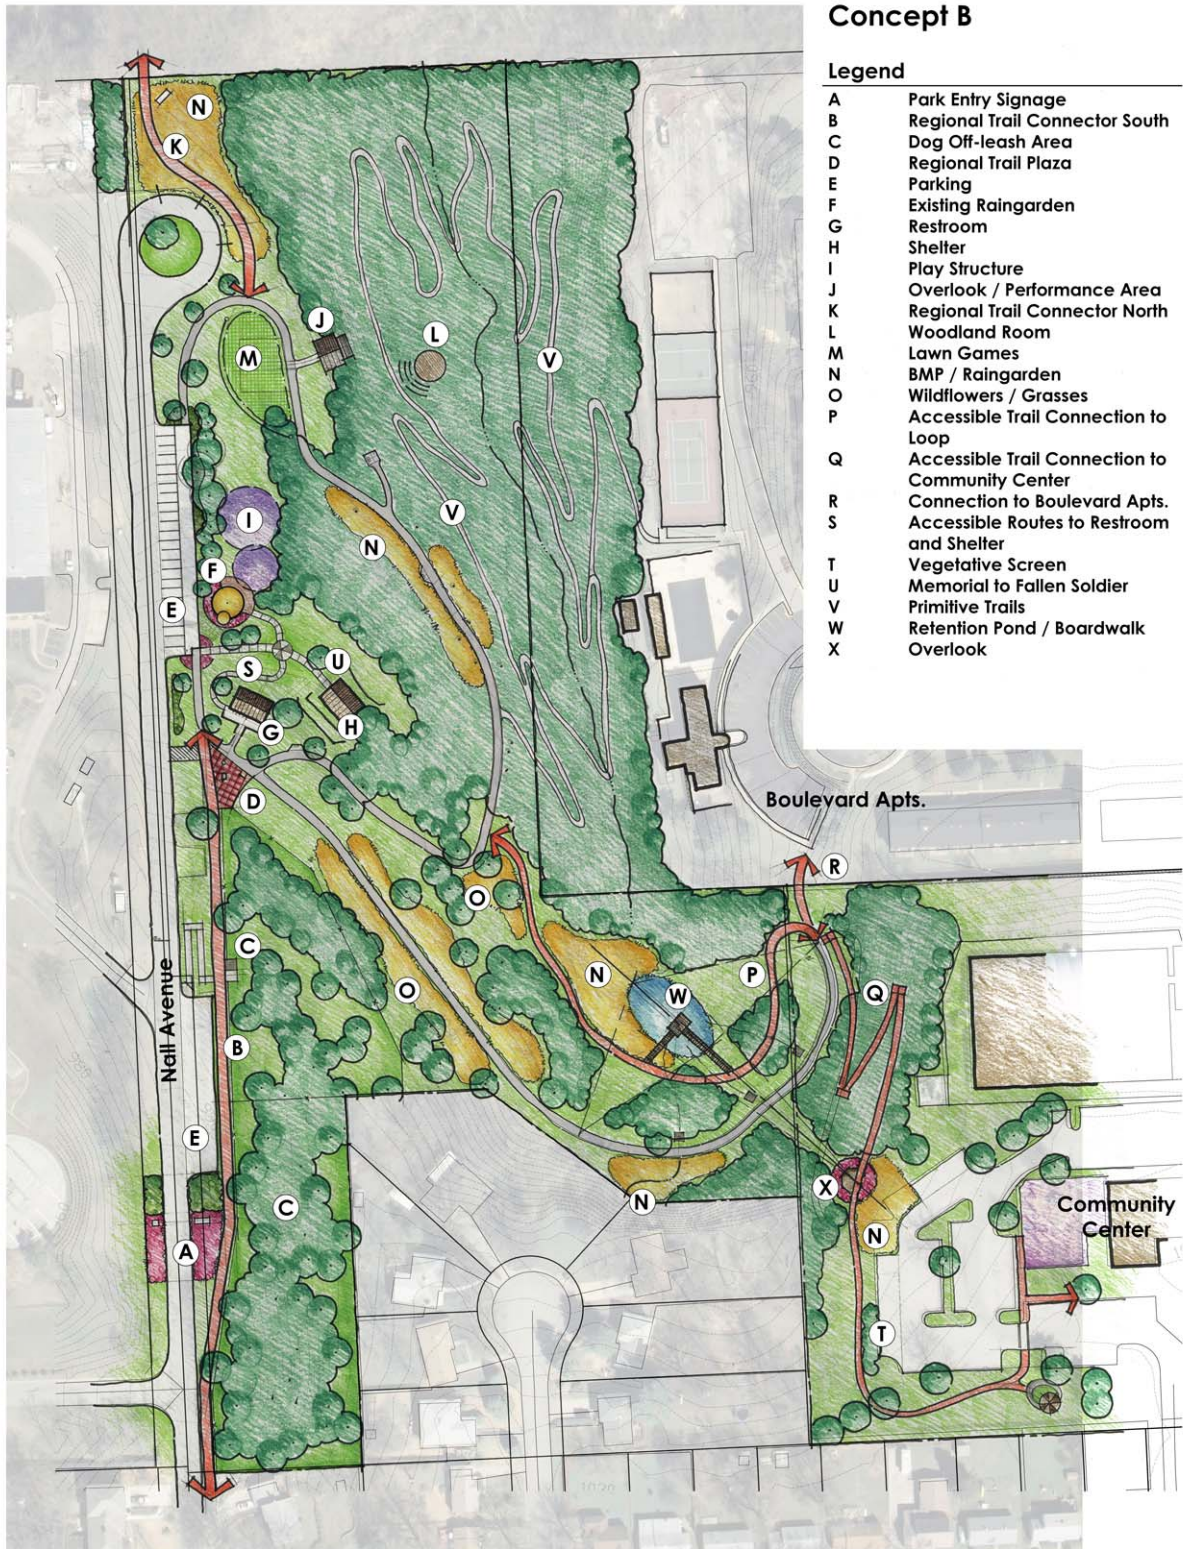 Concept B
Legend
A Park Entry Signage
B Regional Trail Connector South
C Dog Off-leash Area
D Regional Trail Plaza
E Parking
F Existing Raingarden
G Restroom
H Shelter
I Play Structure
J Overlook / Performance Area
K Regional Trail Connector North
L Woodland Room
M Lawn Games
N BMP / Raingarden
O Wildflowers / Grasses
P Accessible Trail Connection to
Loop
Q Accessible Trail Connection to
Community Center
R Connection to Boulevard Apts.
S Accessible Routes to Restroom
and Shelter
T Vegetative Screen
U Memorial to Fallen Soldier
V Primitive Trails
W Retention Pond / Boardwalk
X Overlook
N
K
J
L
M
V
I
V
N
F
E
S
U
G
H
D
Boulevard Apts.
R
O
C
O
N
P
W
Q
Nall Avenue
B
E
X
N
C
N
A
Community
Center
T